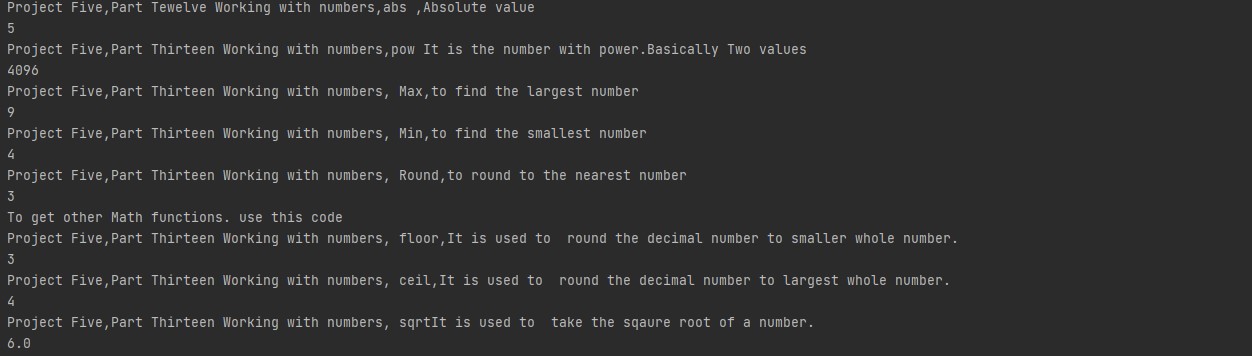 Project Five,Part Tewelve Working with numbers,abs ,Absolute value
5
Project Five,Part Thirteen Working with numbers,pow It is the number with power.Basically Two values
4096
Project Five,Part Thirteen Working with numbers, Max,to find the largest number
9
Project Five,Part Thirteen Working with numbers, Min,to find the smallest number
4
Project Five,Part Thirteen Working with numbers, Round,to round to the nearest number
3
To get other Math functions. use this code
Project Five,Part Thirteen Working with numbers, floor,It is used to  round the decimal number to smaller whole number.
3
Project Five,Part Thirteen Working with numbers, ceil,It is used to  round the decimal number to largest whole number.
4
Project Five,Part Thirteen Working with numbers, sqrtIt is used to  take the sqaure root of a number.
6.0